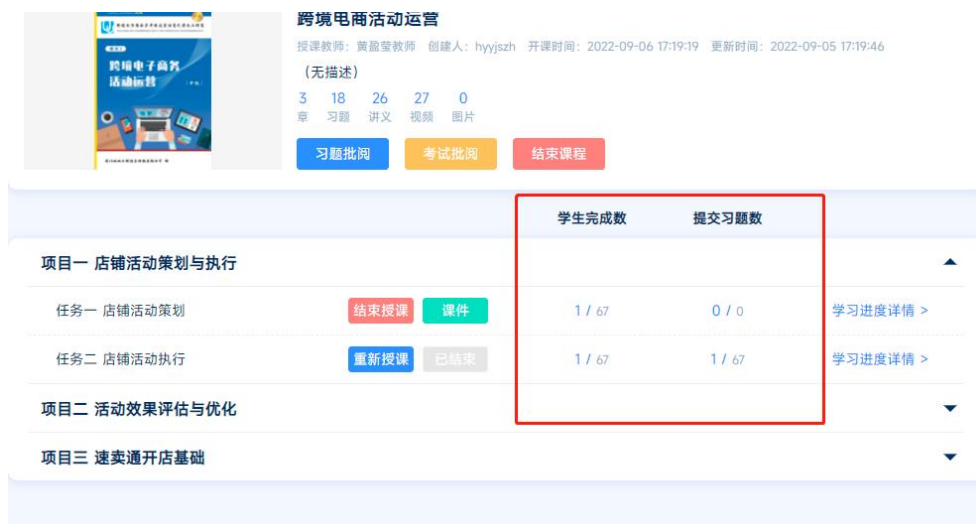 跨境电商活动运营
跨境电子商务
活动运营
授课教师：黄盈莹教师 创建人：hyyjszh 开课时间：2022-09-06 17:19:19 更新时间：2022-09-05 17:19:46
（无描述）
3 18 26 27 0
章 习题 讲义 视频 图片
习题批阅 考试批阅 结束课程
学生完成数 提交习题数
项目一 店铺活动策划与执行
任务一 店铺活动策划 结束授课 课件 1 / 67 0 / 0 学习进度详情 >
任务二 店铺活动执行 重新授课 已结束 1 / 67 1 / 67 学习进度详情 >
项目二 活动效果评估与优化
项目三 速卖通开店基础